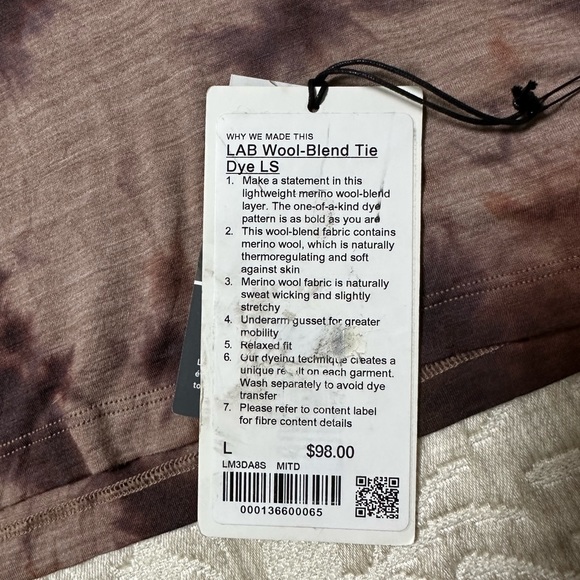 WHY WE MADE THIS
LAB Wool-Blend Tie
Dye LS
1. Make a statement in this
lightweight merino wool-blend
layer. The one-of-a-kind dye
pattern is as bold as you are
2. This wool-blend fabric contains
merino wool, which is naturally
thermoregulating and soft
against skin
3. Merino wool fabric is naturally
sweat wicking and slightly
stretchy
4. Underarm gusset for greater
mobility
5. Relaxed fit
6. Our dyeing technique creates a
unique result on each garment.
Wash separately to avoid dye
transfer
7. Please refer to content label
for fibre content details
L $98.00
LM3DA8S MITD
000136600065